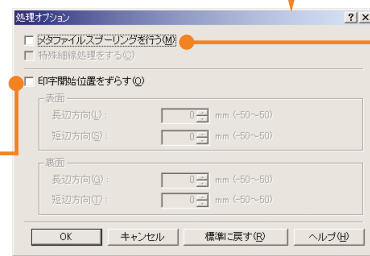 処理オプション
メタファイルスプーリングを行う(M)
特殊細線処理をする(C)
印字開始位置をずらす(O)
表面
長辺方向(L)：
0 mm (-50～50)
短辺方向(S)：
0 mm (-50～50)
裏面
長辺方向(G)：
0 mm (-50～50)
短辺方向(T)：
0 mm (-50～50)
OK キャンセル 標準に戻す(R) ヘルプ(H)